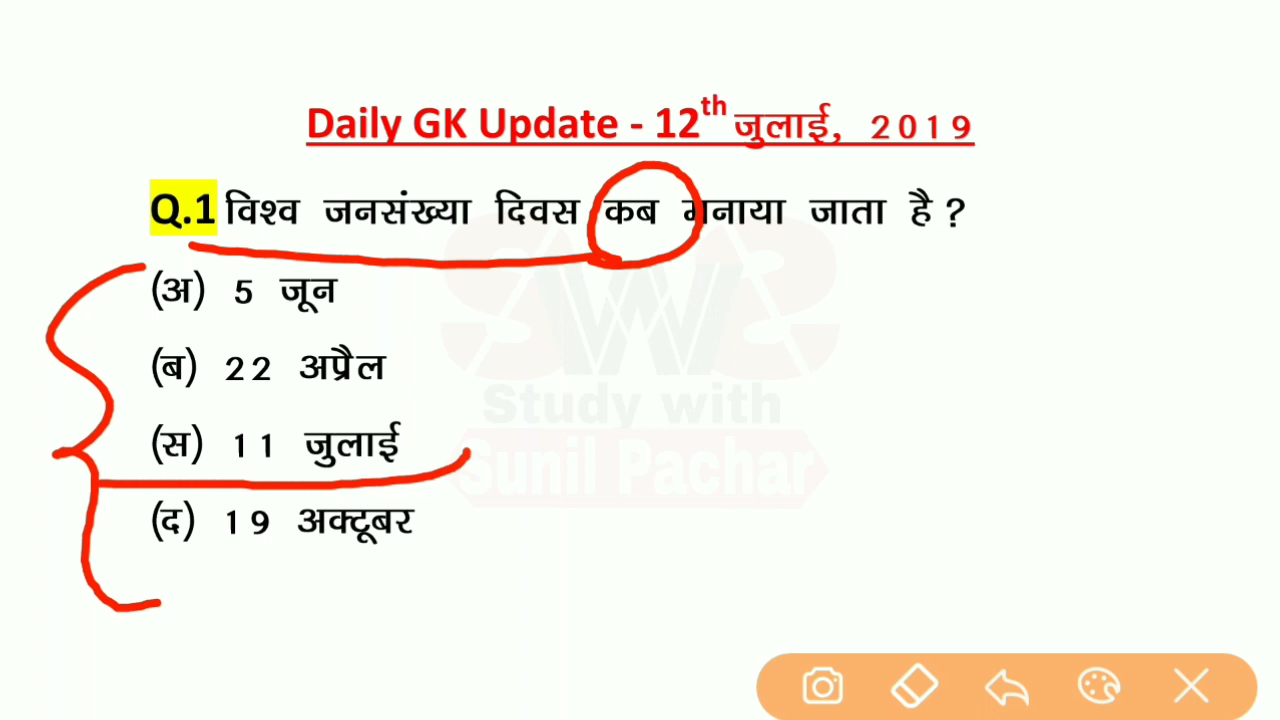 Daily GK Update - 12th जुलाई, 2019
Q.1 विश्व जनसंख्या दिवस कब मनाया जाता है ?
(अ) 5 जून
(ब) 22 अप्रैल
(स) 11 जुलाई
(द) 19 अक्टूबर
Study with
Sunil Pachar